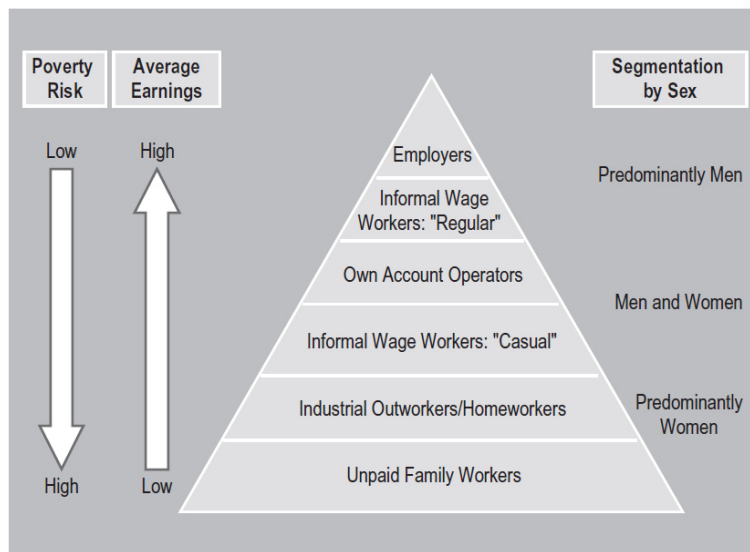 Poverty
Risk
Average
Earnings
Segmentation
by Sex
Low
High
Employers
Predominantly Men
Informal Wage
Workers: "Regular"
Own Account Operators
Men and Women
Informal Wage Workers: "Casual"
Industrial Outworkers/Homeworkers
Predominantly
Women
Unpaid Family Workers
High
Low